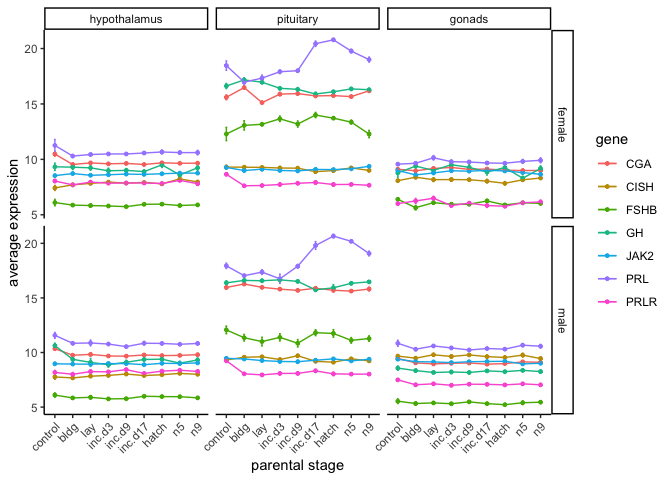 hypothalamus
pituitary
gonads
female
male
average expression
20
15
10
5
20
15
10
5
control
bldg
lay
inc.d3
inc.d9
inc.d17
hatch
n5
n9
control
bldg
lay
inc.d3
inc.d9
inc.d17
hatch
n5
n9
control
bldg
lay
inc.d3
inc.d9
inc.d17
hatch
n5
n9
parental stage
gene
CGA
CISH
FSHB
GH
JAK2
PRL
PRLR